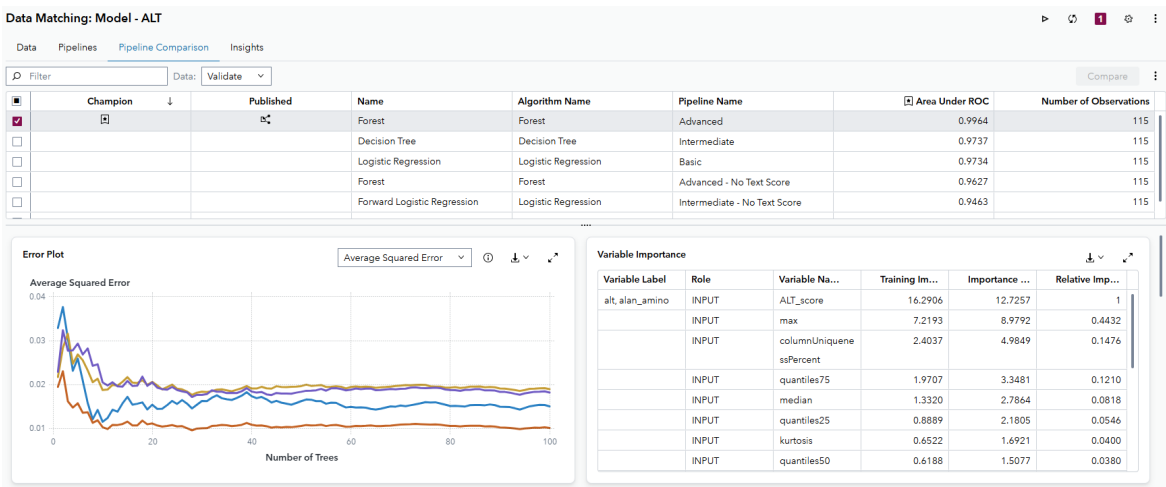 Data Matching: Model - ALT
1
Data Pipelines Pipeline Comparison Insights
Filter Data: Validate Compare
Champion Published Name Algorithm Name Pipeline Name Area Under ROC Number of Observations
Forest Forest Advanced 0.9964 115
Decision Tree Decision Tree Intermediate 0.9737 115
Logistic Regression Logistic Regression Basic 0.9734 115
Forest Forest Advanced - No Text Score 0.9627 115
Forward Logistic Regression Logistic Regression Intermediate - No Text Score 0.9463 115
Error Plot
Average Squared Error
Average Squared Error
0.04
0.03
0.02
0.01
0 20 40 60 80 100
Number of Trees
Variable Importance
Variable Label Role Variable Na... Training Im... Importance ... Relative Imp...
alt, alan_amino INPUT ALT_score 16.2906 12.7257 1
INPUT max 7.2193 8.9792 0.4432
INPUT columnUniquene 2.4037 4.9849 0.1476
ssPercent
INPUT quantiles75 1.9707 3.3481 0.1210
INPUT median 1.3320 2.7864 0.0818
INPUT quantiles25 0.8889 2.1805 0.0546
INPUT kurtosis 0.6522 1.6921 0.0400
INPUT quantiles50 0.6188 1.5077 0.0380